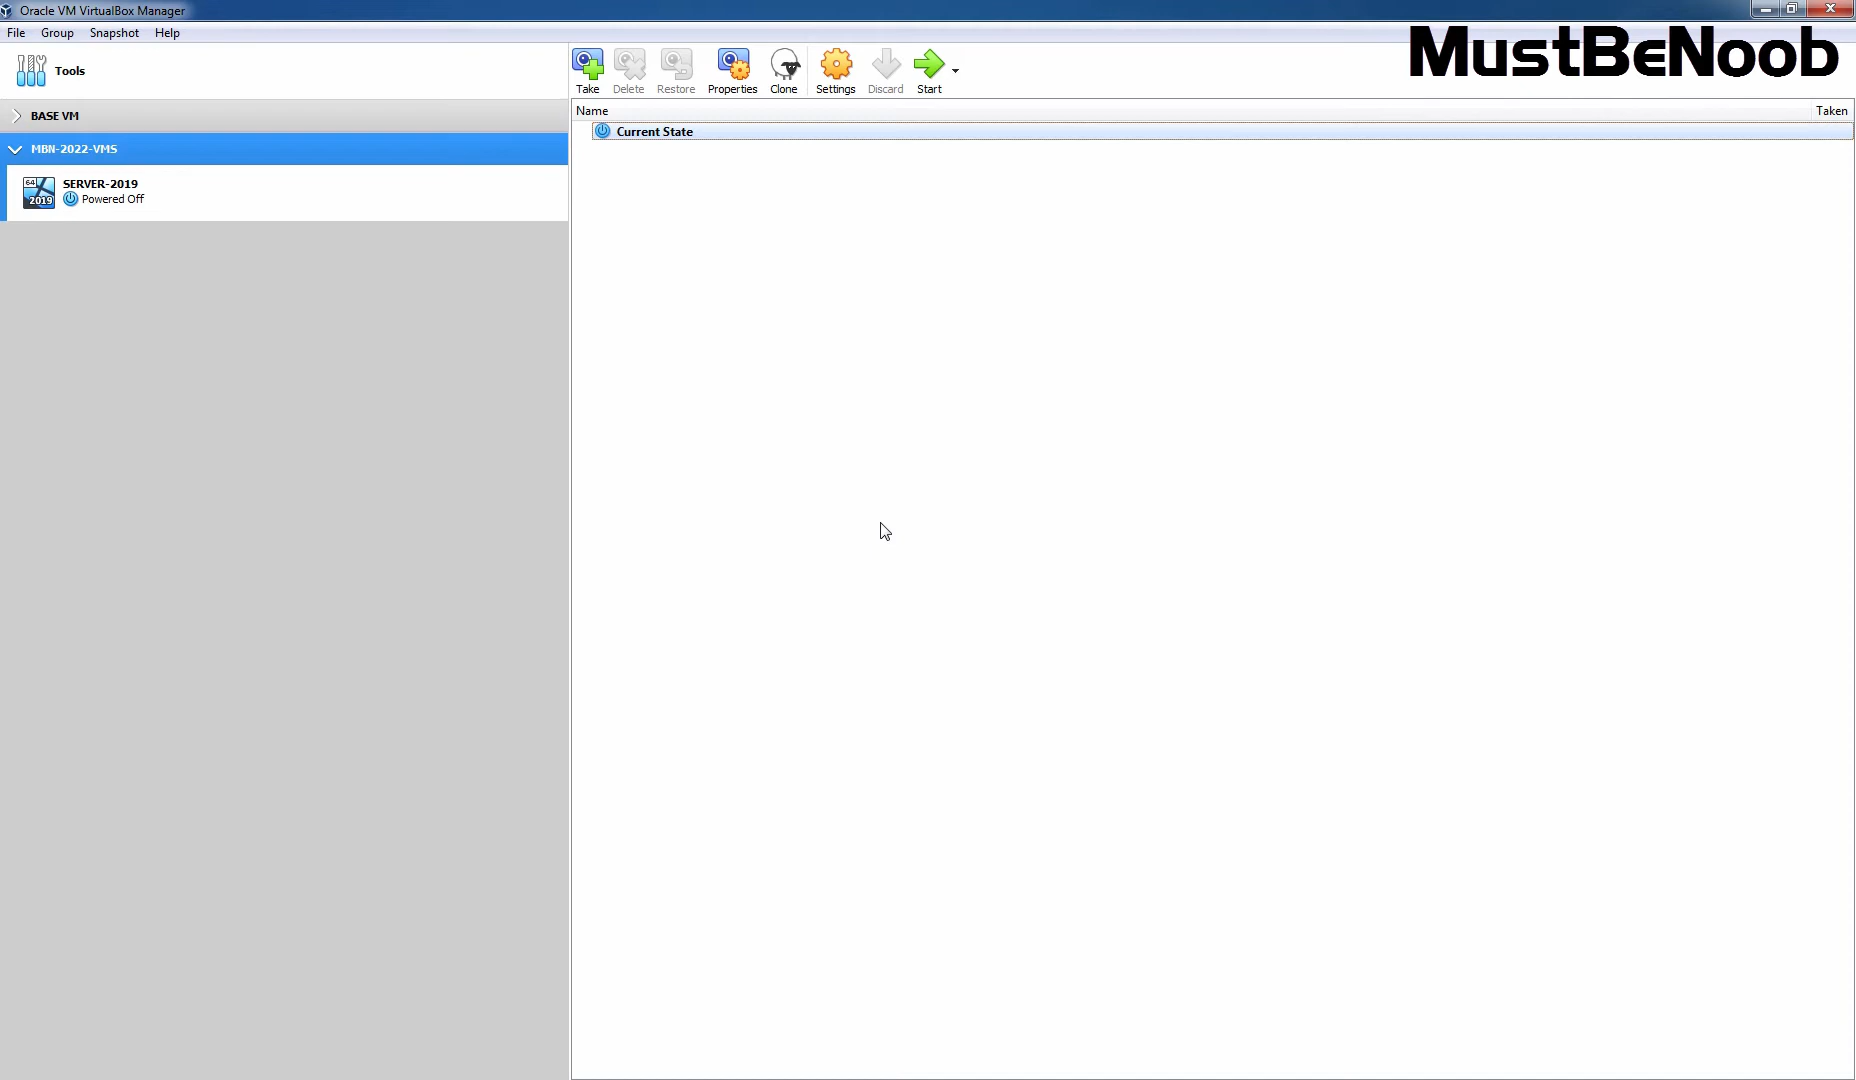 Oracle VM VirtualBox Manager
File Group Snapshot Help
MustBeNoob
Tools
Take Delete Restore Properties Clone Settings Discard Start
Name Taken
BASE VM
Current State
MBN-2022-VMS
64
2019
SERVER-2019
Powered Off